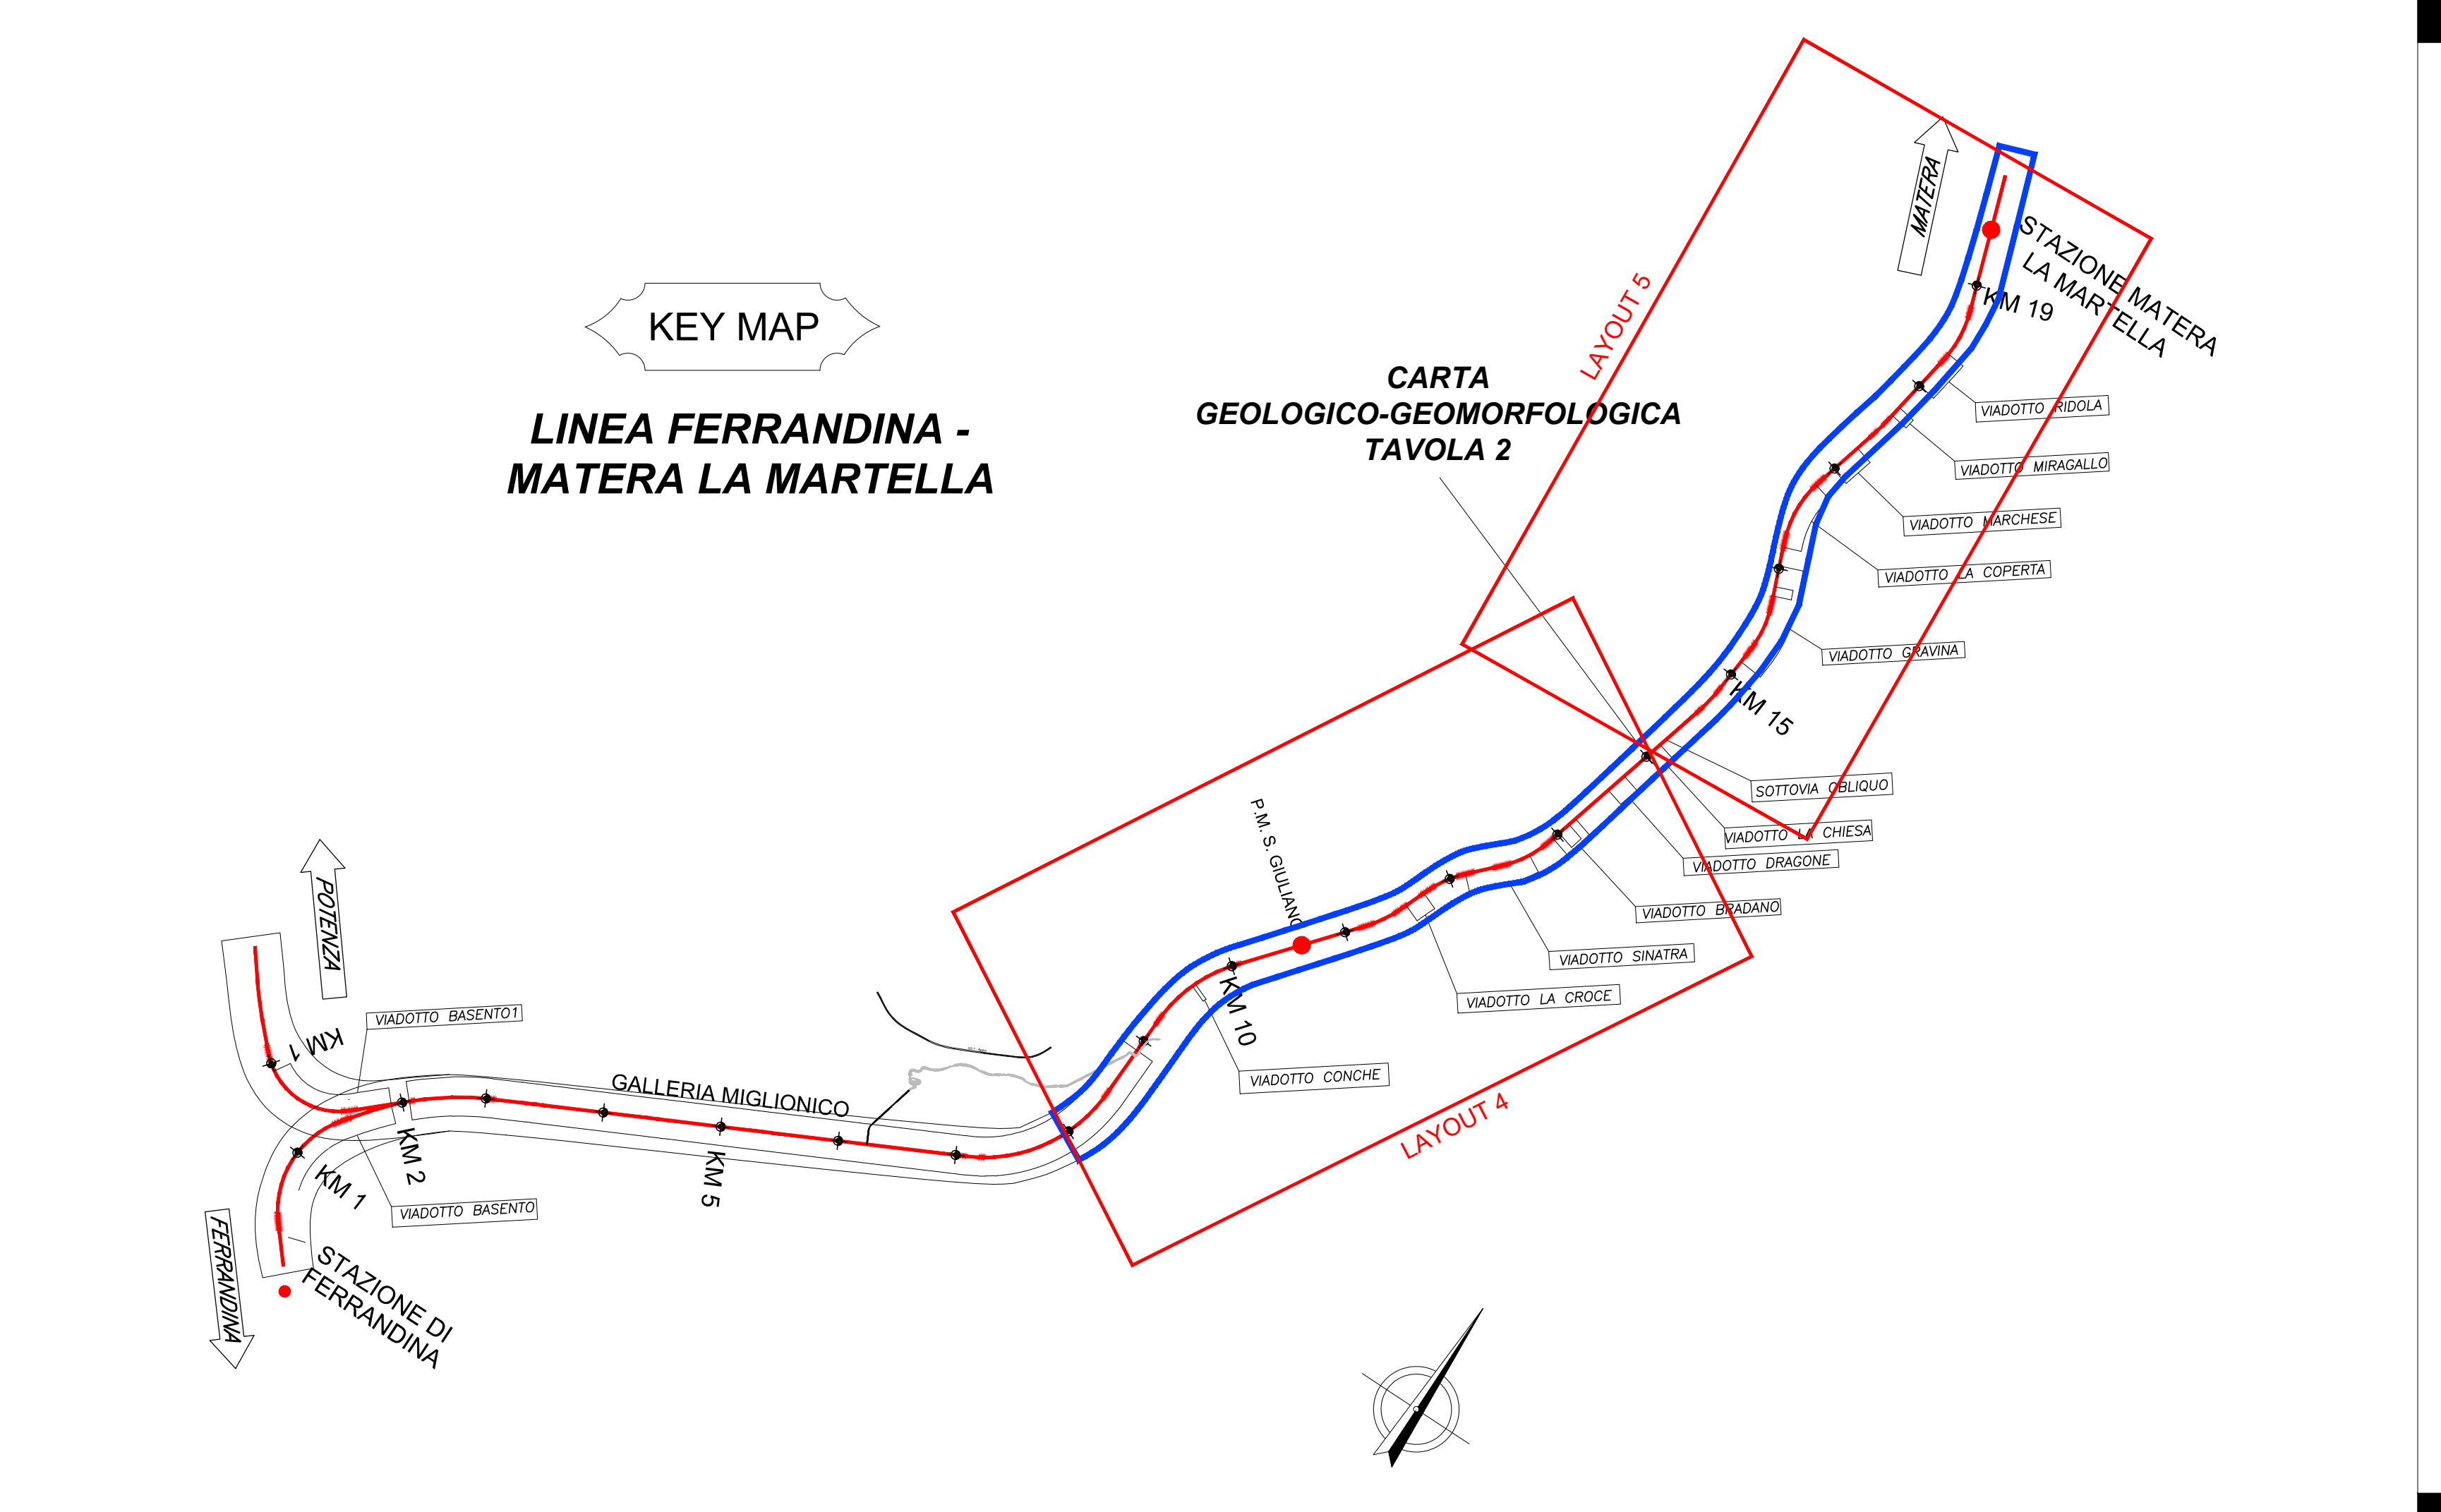 KEY MAP
LINEA FERRANDINA -
MATERA LA MARTELLA
CARTA
GEOLOGICO-GEOMORFOLOGICA
TAVOLA 2
LAYOUT 5
MATERA
STAZIONE MATERA
LA MARTELLA
KM 19
VIADOTTO RIDOLA
VIADOTTO MIRAGALLO
VIADOTTO MARCHESE
VIADOTTO LA COPERTA
VIADOTTO GRAVINA
KM 15
SOTTOVIA OBLIQUO
VIADOTTO LA CHIESA
VIADOTTO DRAGONE
VIADOTTO BRADANO
VIADOTTO SINATRA
VIADOTTO LA CROCE
P.M. S. GIULIANO
KM 10
VIADOTTO CONCHE
LAYOUT 4
GALLERIA MIGLIONICO
POTENZA
VIADOTTO BASENTO1
KM 1
KM 2
KM 5
KM 1
VIADOTTO BASENTO
FERRANDINA
STAZIONE DI
FERRANDINA